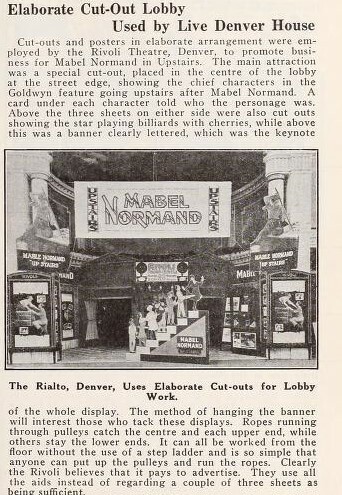 Elaborate Cut-Out Lobby
Used by Live Denver House
Cut-outs and posters in elaborate arrangement were em-
ployed by the Rivoli Theatre, Denver, to promote busi-
ness for Mabel Normand in Upstairs. The main attraction
was a special cut-out, placed in the centre of the lobby
at the street edge, showing the chief characters in the
Goldwyn feature going upstairs after Mabel Normand. A
card under each character told who the personage was.
Above the three sheets on either side were also cut outs
showing the star playing billiards with cherries, while above
this was a banner clearly lettered, which was the keynote
UPSTAIRS
MABEL
NORMAND
UPSTAIRS
MABLE NORMAND
"UP STAIRS"
MABLE NORMAND
"UP STAIRS"
MABEL
NORMAND
The Rialto, Denver, Uses Elaborate Cut-outs for Lobby
Work.
of the whole display. The method of hanging the banner
will interest those who tack these displays. Ropes running
through pulleys catch the centre and each upper end, while
others stay the lower ends. It can all be worked from the
floor without the use of a step ladder and is so simple that
anyone can put up the pulleys and run the ropes. Clearly
the Rivoli believes that it pays to advertise. They use all
the aids instead of regarding a couple of three sheets as
being sufficient.